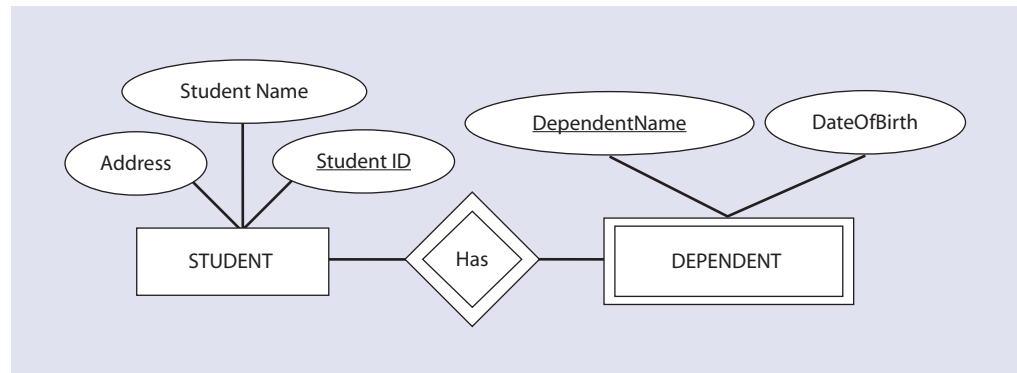 Student Name
Address
Student ID
DependentName
DateOfBirth
STUDENT
Has
DEPENDENT